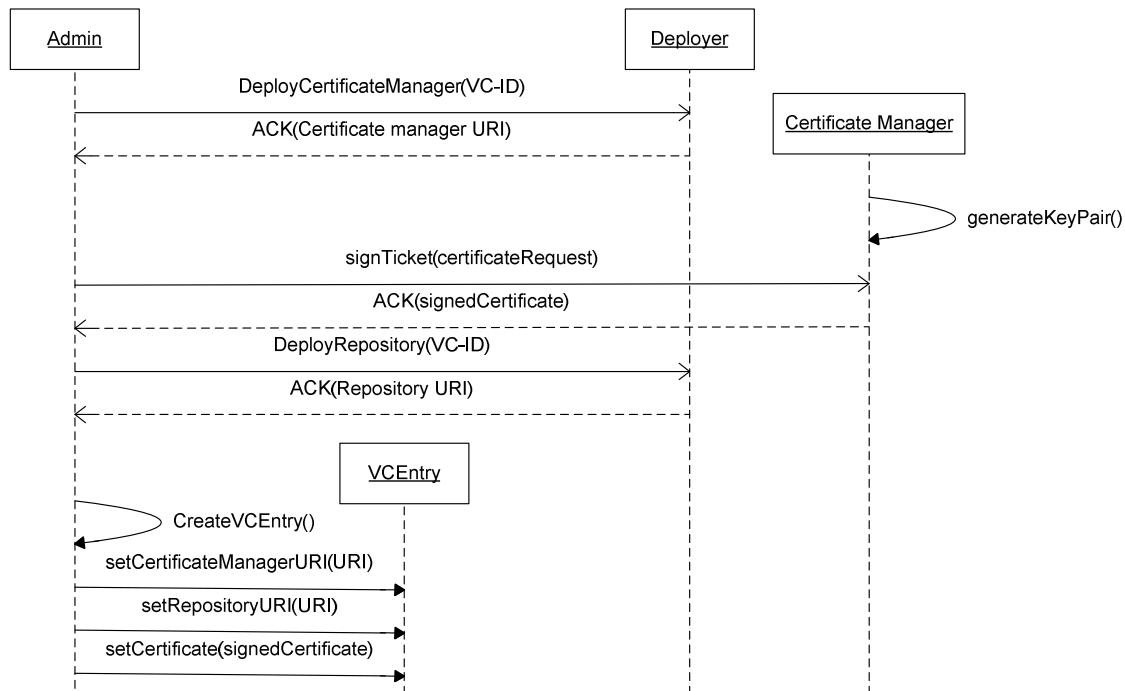 Admin
Deployer
DeployCertificateManager(VC-ID)
ACK(Certificate manager URI)
Certificate Manager
generateKeyPair()
signTicket(certificateRequest)
ACK(signedCertificate)
DeployRepository(VC-ID)
ACK(Repository URI)
VCEntry
CreateVCEntry()
setCertificateManagerURI(URI)
setRepositoryURI(URI)
setCertificate(signedCertificate)